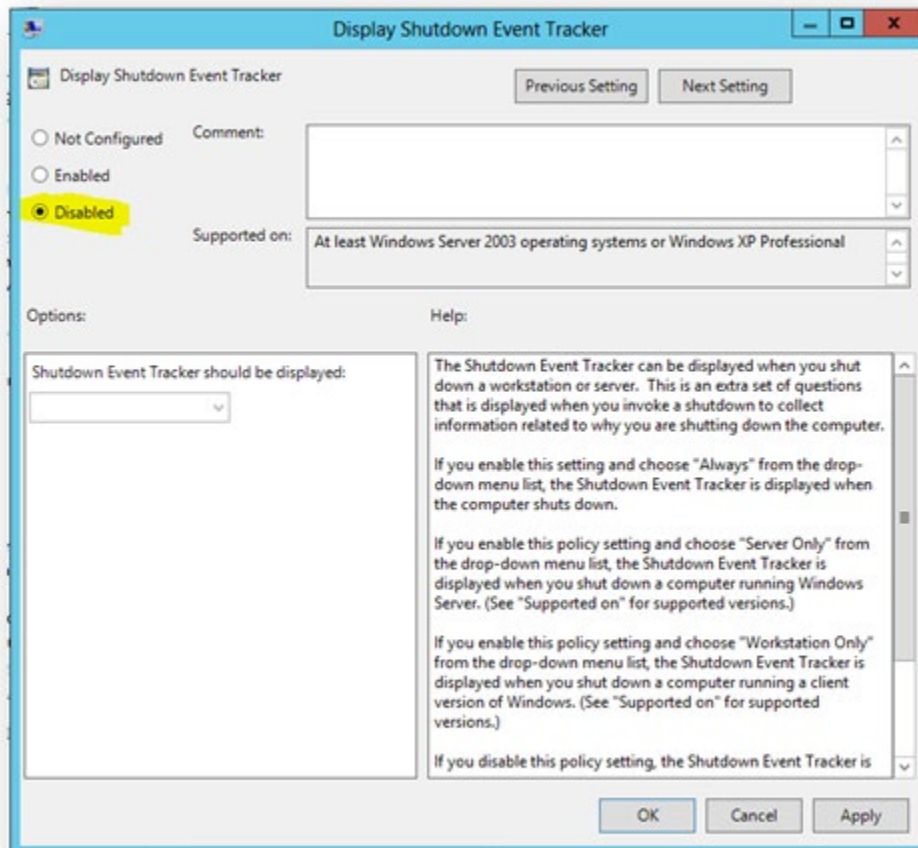 Display Shutdown Event Tracker
Display Shutdown Event Tracker
Previous Setting
Next Setting
Not Configured
Comment:
Enabled
Disabled
Supported on:
At least Windows Server 2003 operating systems or Windows XP Professional
Options:
Help:
Shutdown Event Tracker should be displayed:
The Shutdown Event Tracker can be displayed when you shut
down a workstation or server.  This is an extra set of questions
that is displayed when you invoke a shutdown to collect
information related to why you are shutting down the computer.
If you enable this setting and choose "Always" from the drop-
down menu list, the Shutdown Event Tracker is displayed when
the computer shuts down.
If you enable this policy setting and choose "Server Only" from
the drop-down menu list, the Shutdown Event Tracker is
displayed when you shut down a computer running Windows
Server. (See "Supported on" for supported versions.)
If you enable this policy setting and choose "Workstation Only"
from the drop-down menu list, the Shutdown Event Tracker is
displayed when you shut down a computer running a client
version of Windows. (See "Supported on" for supported
versions.)
If you disable this policy setting, the Shutdown Event Tracker is
OK
Cancel
Apply